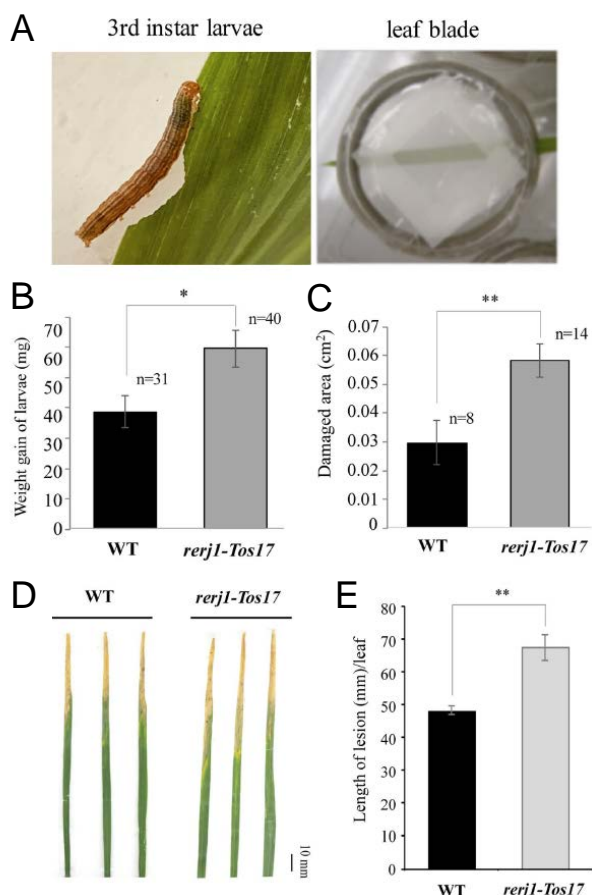 A
3rd instar larvae
leaf blade
B
Weight gain of larvae (mg)
70
60
50
40
30
20
10
0
*
n=31
n=40
WT
rerj1-Tos17
C
Damaged area (cm²)
0.07
0.06
0.05
0.04
0.03
0.02
0.01
0
**
n=8
n=14
WT
rerj1-Tos17
D
WT
rerj1-Tos17
10 mm
E
Length of lesion (mm)/leaf
80
70
60
50
40
30
20
10
0
**
WT
rerj1-Tos17